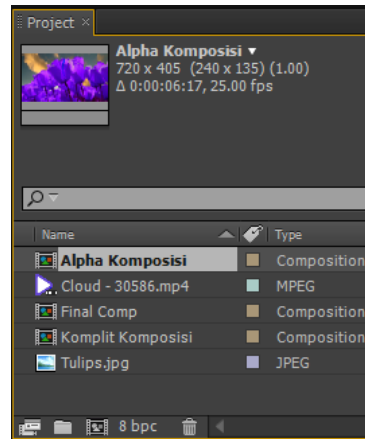 Project ×
Alpha Komposisi ▾
720 x 405 (240 x 135) (1.00)
Δ 0:00:06:17, 25.00 fps
Name Type
Alpha Komposisi Composition
Cloud - 30586.mp4 MPEG
Final Comp Composition
Komplit Komposisi Composition
Tulips.jpg JPEG
8 bpc